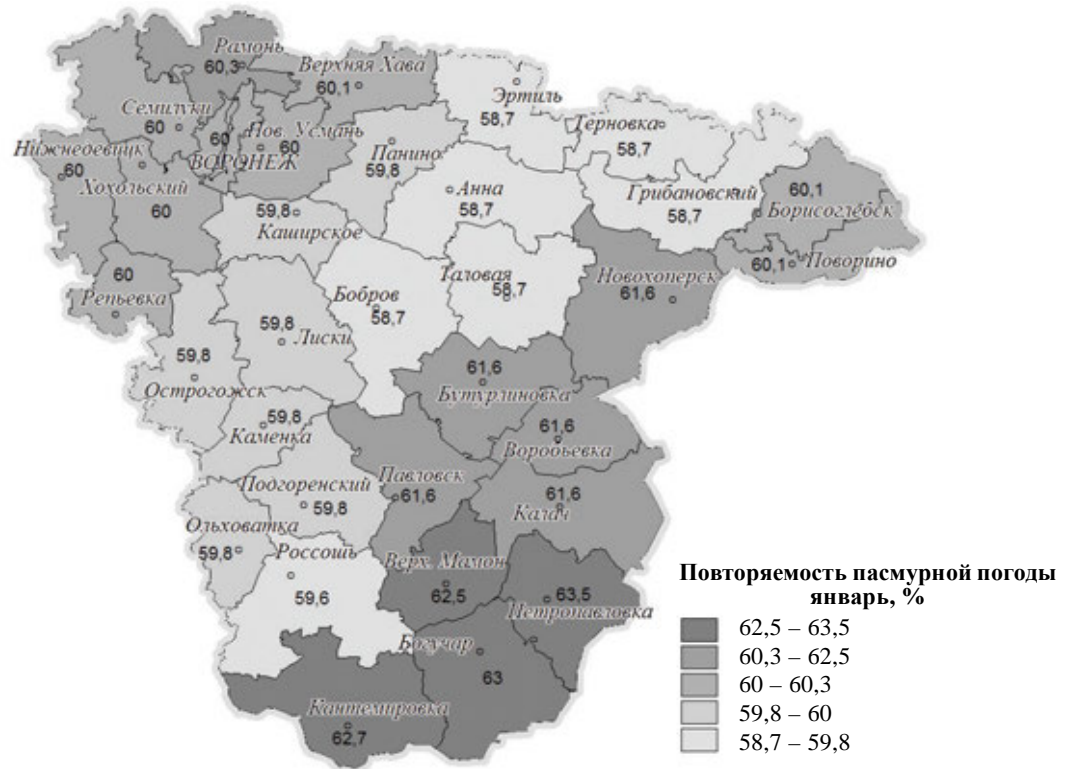 Рамонь
60,3
Верхняя Хава
60,1
Эртиль
58,7
Семилуки
60
60
Нов. Усмань
60
Терновка
58,7
Нижнедевицк
60
ВОРОНЕЖ
Панино
59,8
Хохольский
60
Анна
58,7
Грибановский
58,7
60,1
Борисоглебск
59,8
Каширское
60,1
Поворино
60
Репьевка
Таловая
58,7
Новохоперск
61,6
Бобров
58,7
59,8
Лиски
59,8
Острогожск
61,6
Бутурлиновка
59,8
Каменка
61,6
Воробьевка
Подгоренский
59,8
Павловск
61,6
61,6
Калач
Ольховатка
59,8
Россошь
59,6
Верх. Мамон
62,5
63,5
Петропавловка
Богучар
63
Кантемировка
62,7
Повторяемость пасмурной погоды
январь, %
62,5 – 63,5
60,3 – 62,5
60 – 60,3
59,8 – 60
58,7 – 59,8